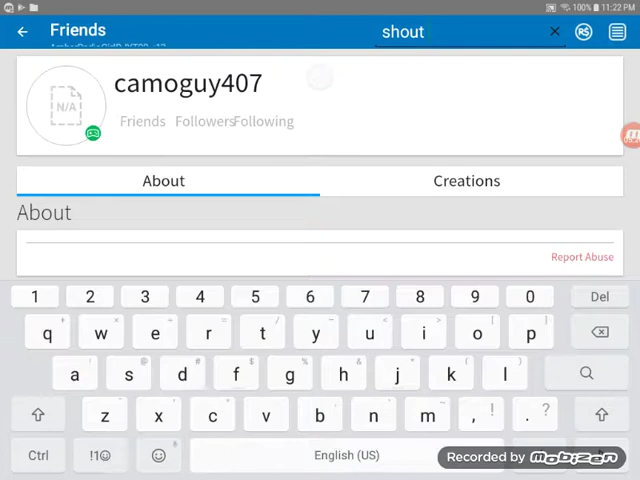 100% 11:22 PM
Friends
shout
camoguy407
N/A
Friends Followers Following
About Creations
About
Report Abuse
1 2 3 4 5 6 7 8 9 0 Del
q w e r t y u i o p
a s d f g h j k l
z x c v b n m , ! . ?
Ctrl !1☺ English (US)
Recorded by Mobizen